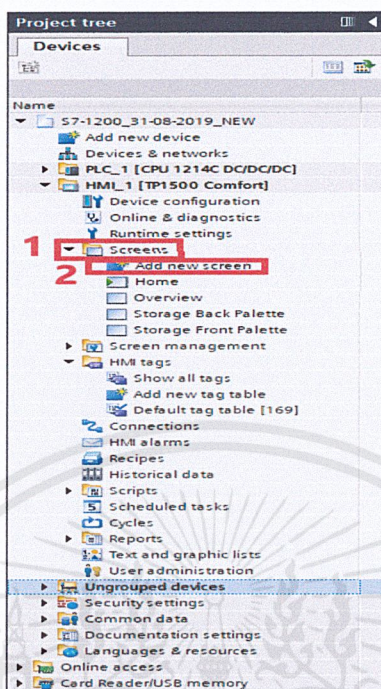 Project tree
Devices
Name
S7-1200_31-08-2019_NEW
Add new device
Devices & networks
PLC_1 [CPU 1214C DC/DC/DC]
HMI_1 [TP1500 Comfort]
Device configuration
Online & diagnostics
Runtime settings
1 Screens
2 Add new screen
Home
Overview
Storage Back Palette
Storage Front Palette
Screen management
HMI tags
Show all tags
Add new tag table
Default tag table [169]
Connections
HMI alarms
Recipes
Historical data
Scripts
Scheduled tasks
Cycles
Reports
Text and graphic lists
User administration
Ungrouped devices
Security settings
Common data
Documentation settings
Languages & resources
Online access
Card Reader/USB memory